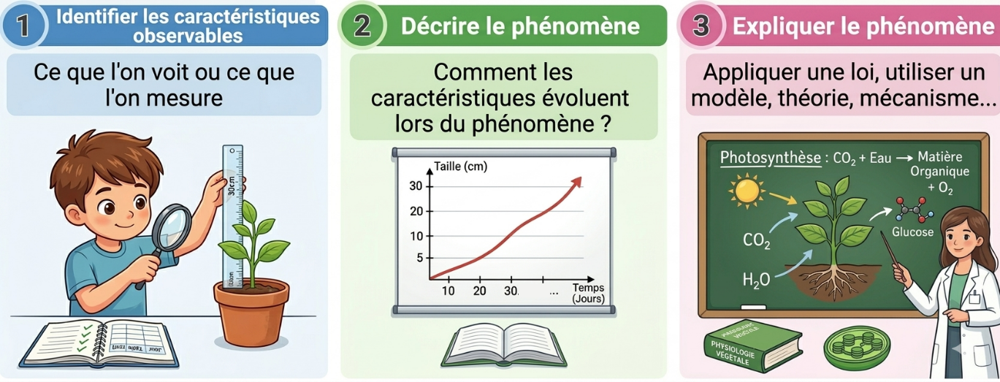 1
Identifier les caractéristiques
observables
Ce que l'on voit ou ce que
l'on mesure
30cm
2
Décrire le phénomène
Comment les
caractéristiques évoluent
lors du phénomène ?
Taille (cm)
30
20
10
5
10 20 30. ...
Temps
(Jours)
3
Expliquer le phénomène
Appliquer une loi, utiliser un
modèle, théorie, mécanisme...
Photosynthèse : CO₂ + Eau → Matière
Organique
+ O₂
CO₂
H₂O
Glucose
PHYSIOLOGIE
VEGETALE